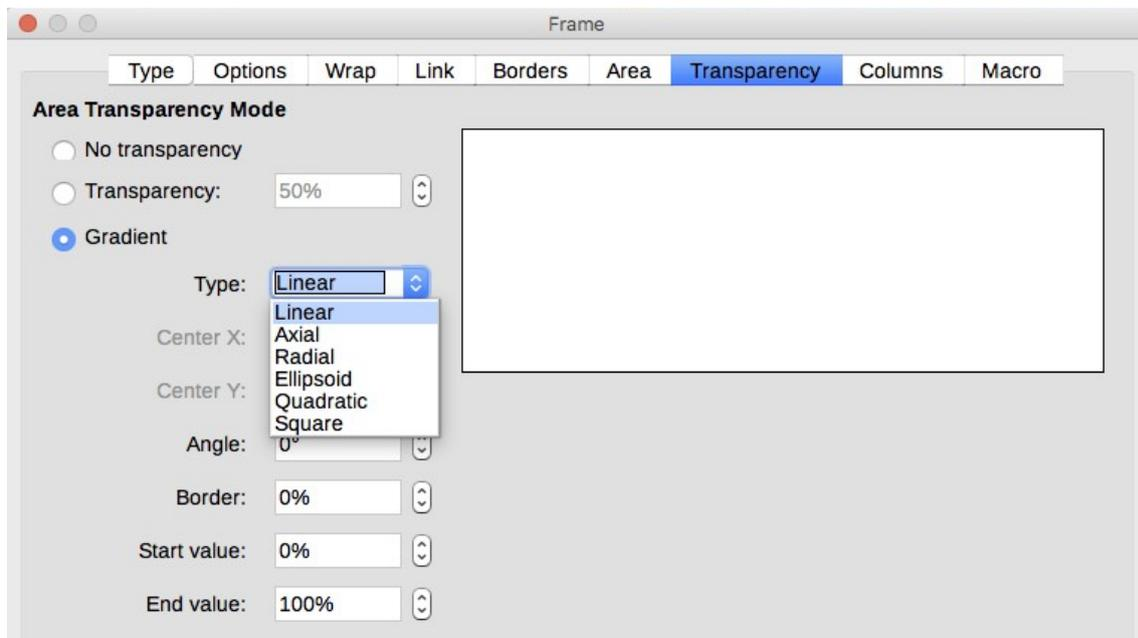 Frame
Type Options Wrap Link Borders Area Transparency Columns Macro
Area Transparency Mode
No transparency
Transparency: 50%
Gradient
Type: Linear
Linear
Center X: Axial
Radial
Ellipsoid
Center Y: Quadratic
Square
Angle: 0°
Border: 0%
Start value: 0%
End value: 100%